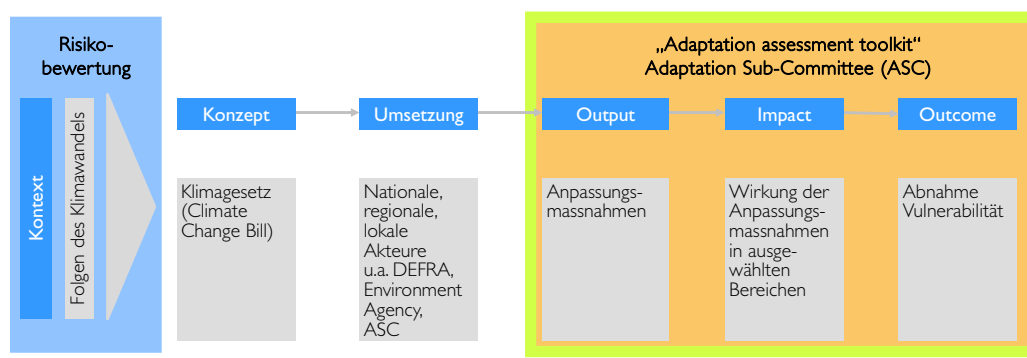 Risiko-
bewertung
Kontext
Folgen des Klimawandels
„Adaptation assessment toolkit“
Adaptation Sub-Committee (ASC)
Konzept
Umsetzung
Output
Impact
Outcome
Klimagesetz
(Climate
Change Bill)
Nationale,
regionale,
lokale
Akteure
u.a. DEFRA,
Environment
Agency,
ASC
Anpassungs-
massnahmen
Wirkung der
Anpassungs-
massnahmen
in ausge-
wählten
Bereichen
Abnahme
Vulnerabilität